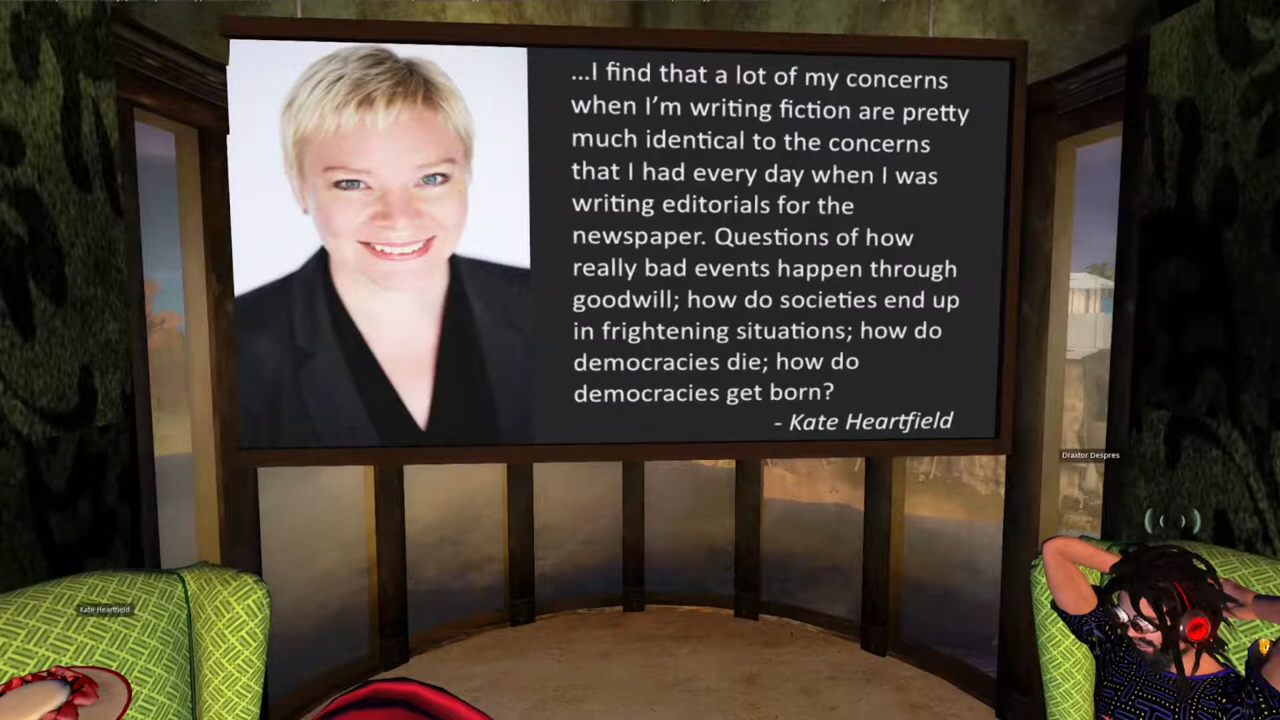 ...I find that a lot of my concerns
when I'm writing fiction are pretty
much identical to the concerns
that I had every day when I was
writing editorials for the
newspaper. Questions of how
really bad events happen through
goodwill; how do societies end up
in frightening situations; how do
democracies die; how do
democracies get born?
- Kate Heartfield
Draxtor Despres
Kate Heartfield